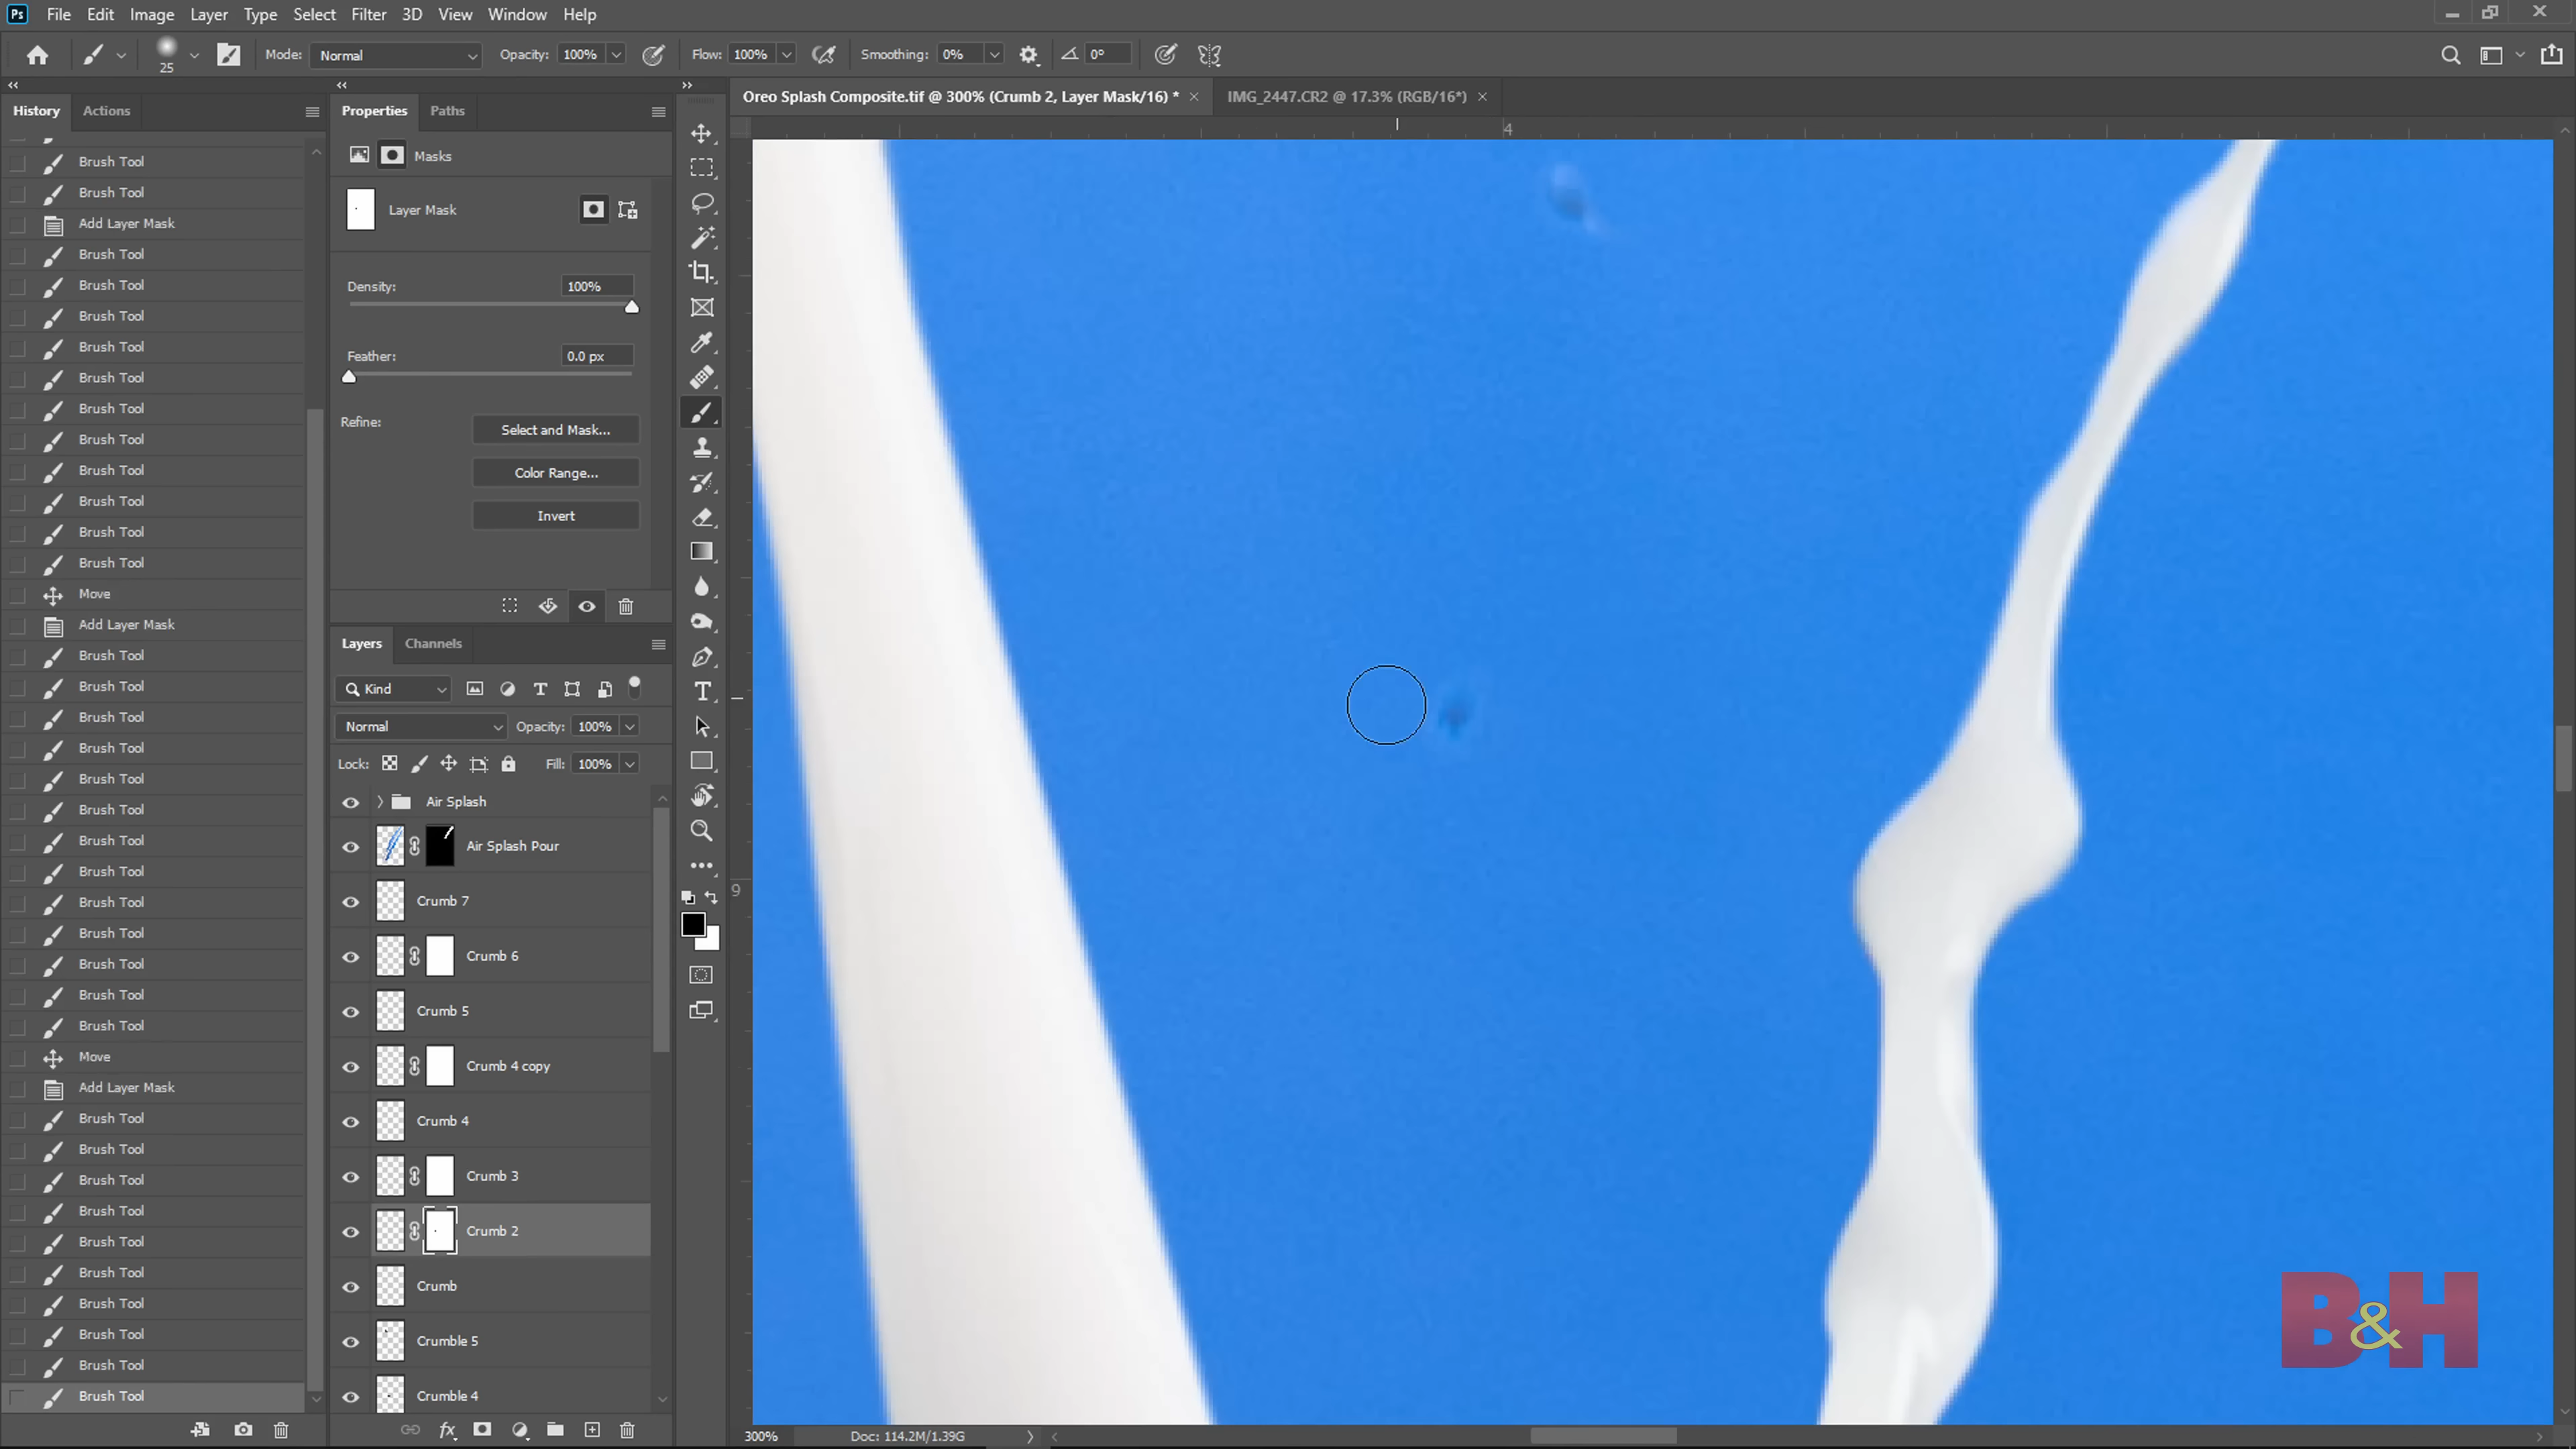 Ps File Edit Image Layer Type Select Filter 3D View Window Help
25 Mode: Normal Opacity: 100% Flow: 100% Smoothing: 0% 0°
History Actions
Properties Paths
Oreo Splash Composite.tif @ 300% (Crumb 2, Layer Mask/16) * × IMG_2447.CR2 @ 17.3% (RGB/16*) ×
4
9
Brush Tool
Brush Tool
Add Layer Mask
Brush Tool
Brush Tool
Brush Tool
Brush Tool
Brush Tool
Brush Tool
Brush Tool
Brush Tool
Brush Tool
Brush Tool
Brush Tool
Move
Add Layer Mask
Brush Tool
Brush Tool
Brush Tool
Brush Tool
Brush Tool
Brush Tool
Brush Tool
Brush Tool
Brush Tool
Brush Tool
Brush Tool
Brush Tool
Brush Tool
Move
Add Layer Mask
Brush Tool
Brush Tool
Brush Tool
Brush Tool
Brush Tool
Brush Tool
Brush Tool
Brush Tool
Brush Tool
Brush Tool
Masks
Layer Mask
Density: 100%
Feather: 0.0 px
Refine: Select and Mask...
Color Range...
Invert
Layers Channels
Kind
Normal Opacity: 100%
Lock: Fill: 100%
Air Splash
Air Splash Pour
Crumb 7
Crumb 6
Crumb 5
Crumb 4 copy
Crumb 4
Crumb 3
Crumb 2
Crumb
Crumble 5
Crumble 4
B&H
300% Doc: 114.2M/1.39G